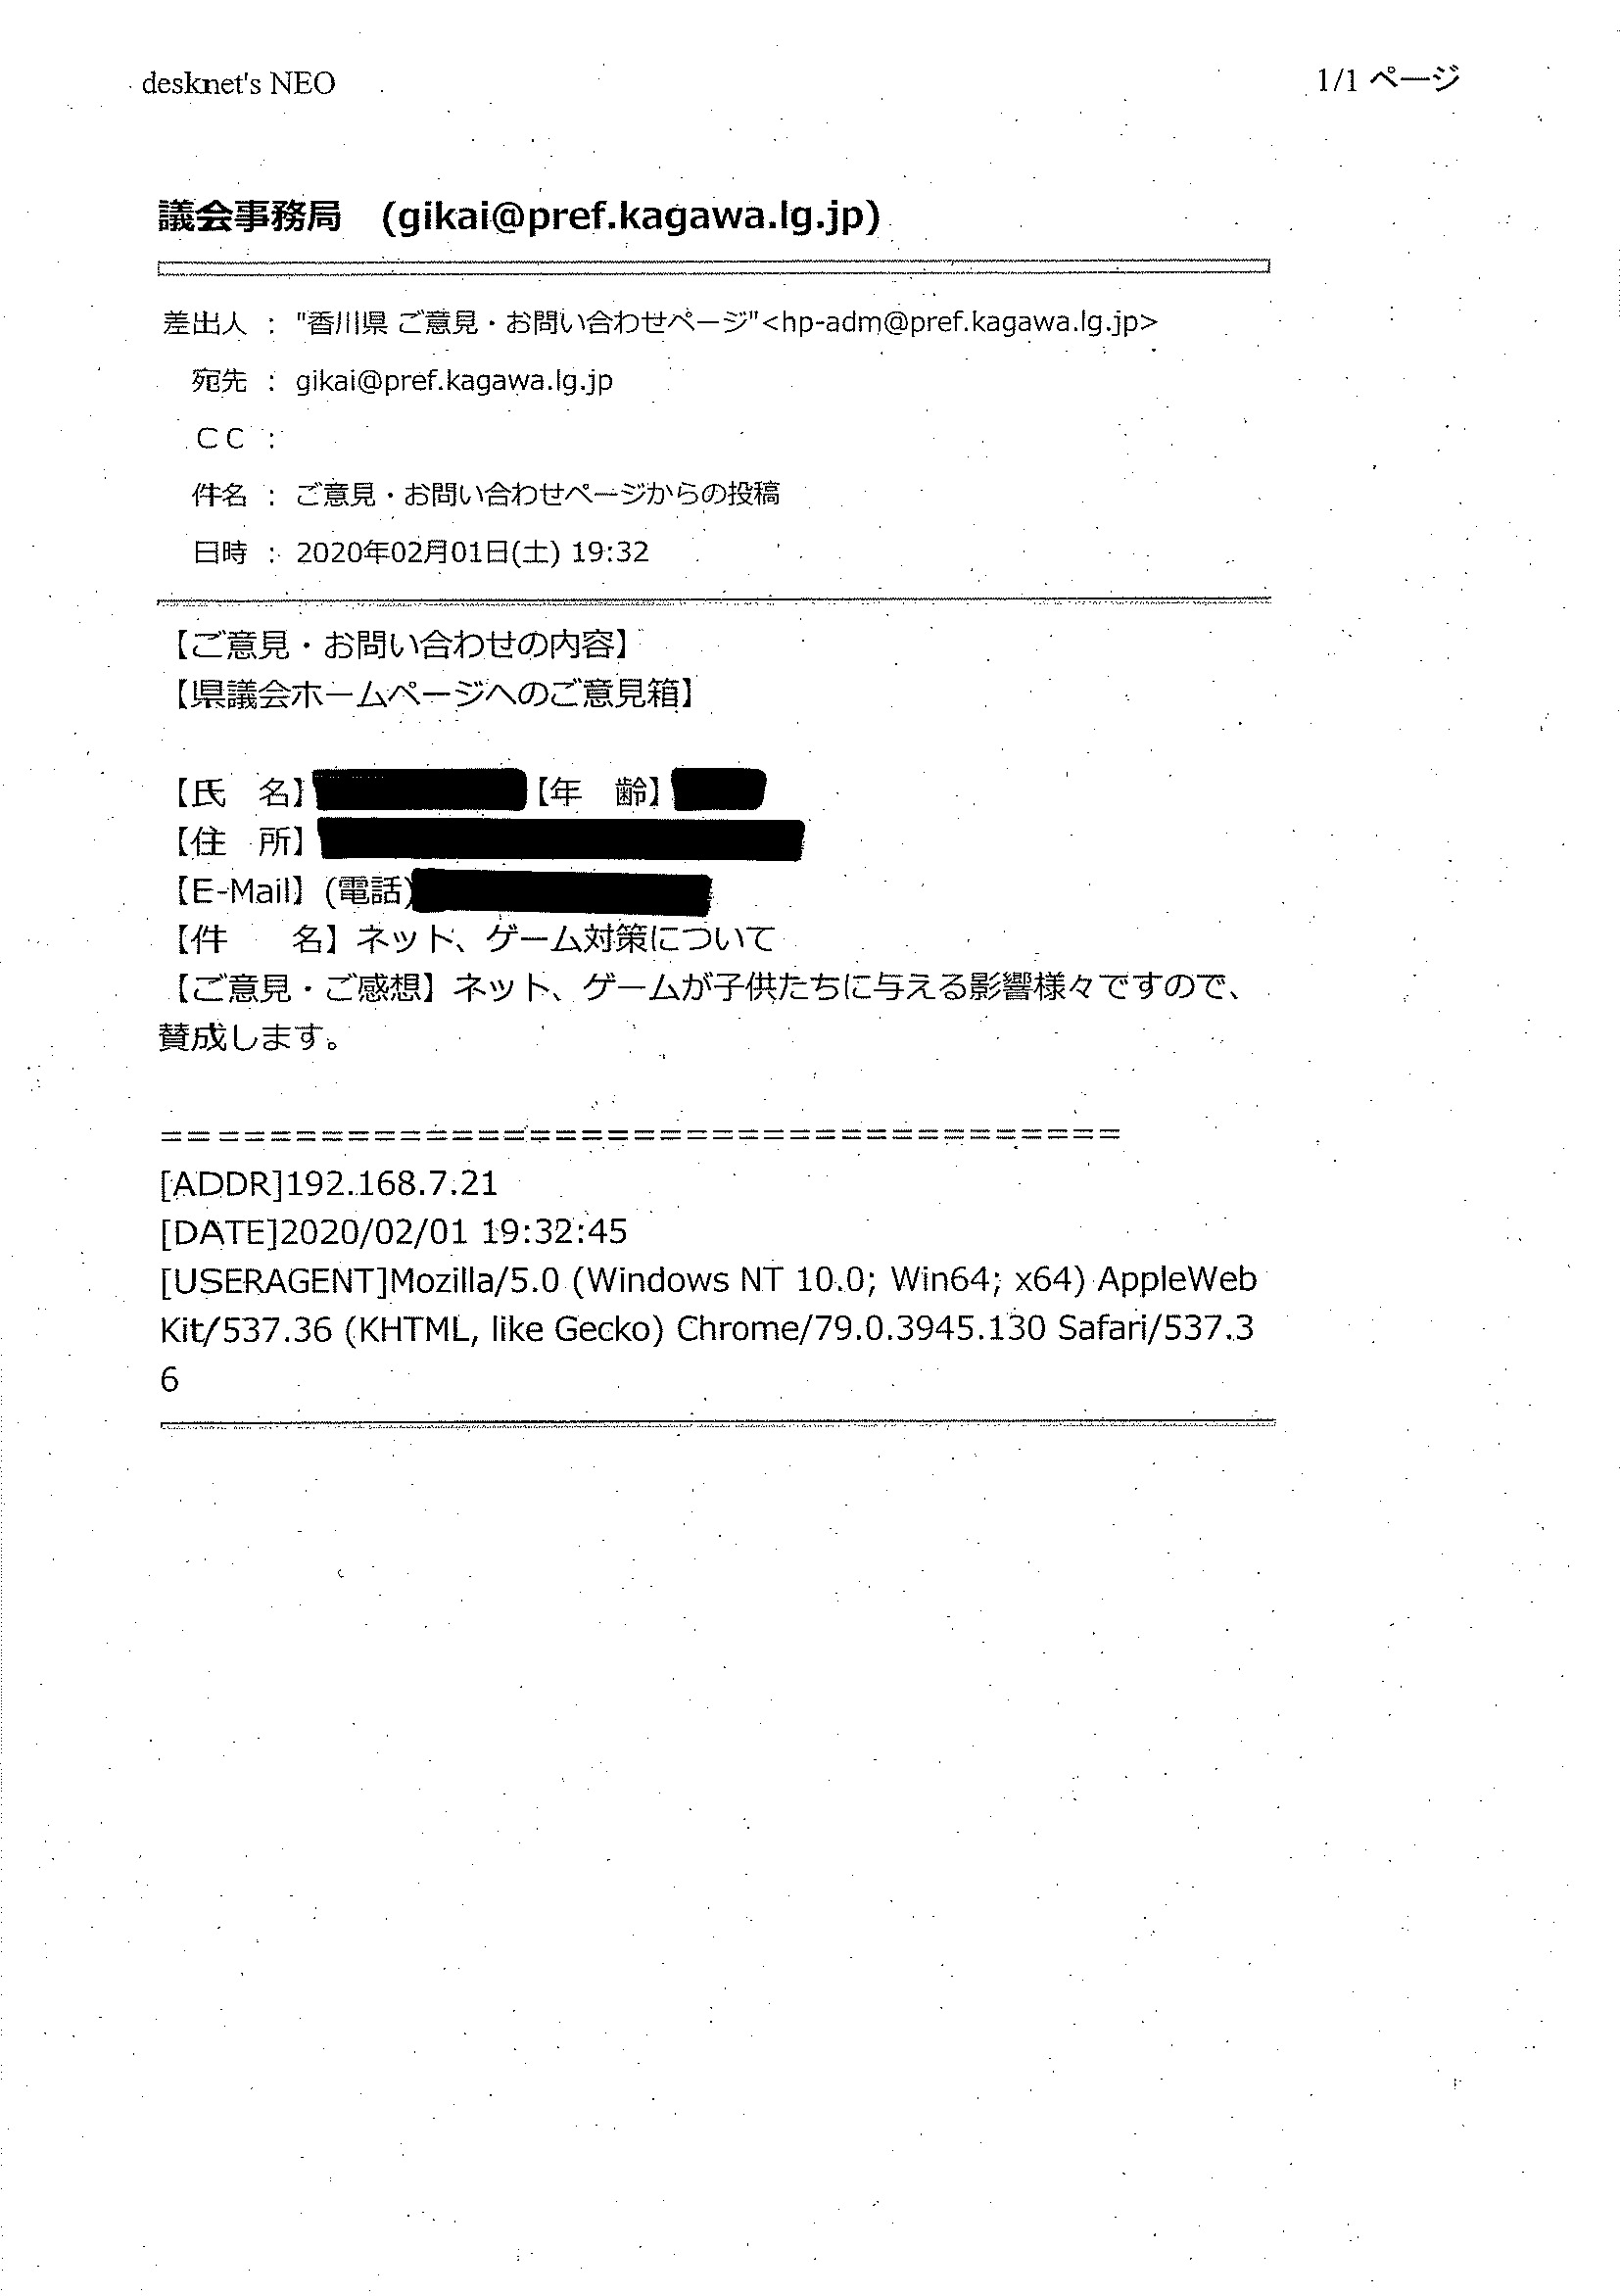 desknet's NEO
1/1 ページ
議会事務局 (gikai@pref.kagawa.lg.jp)
差出人 : "香川県 ご意見・お問い合わせページ"<hp-adm@pref.kagawa.lg.jp>
宛先 : gikai@pref.kagawa.lg.jp
CC :
件名 : ご意見・お問い合わせページからの投稿
日時 : 2020年02月01日(土) 19:32
【ご意見・お問い合わせの内容】
【県議会ホームページへのご意見箱】
【氏 名】 【年 齢】
【住 所】
【E-Mail】(電話)
【件 名】ネット、ゲーム対策について
【ご意見・ご感想】ネット、ゲームが子供たちに与える影響様々ですので、
賛成します。
=====================================
[ADDR]192.168.7.21
[DATE]2020/02/01 19:32:45
[USERAGENT]Mozilla/5.0 (Windows NT 10.0; Win64; x64) AppleWeb
Kit/537.36 (KHTML, like Gecko) Chrome/79.0.3945.130 Safari/537.3
6